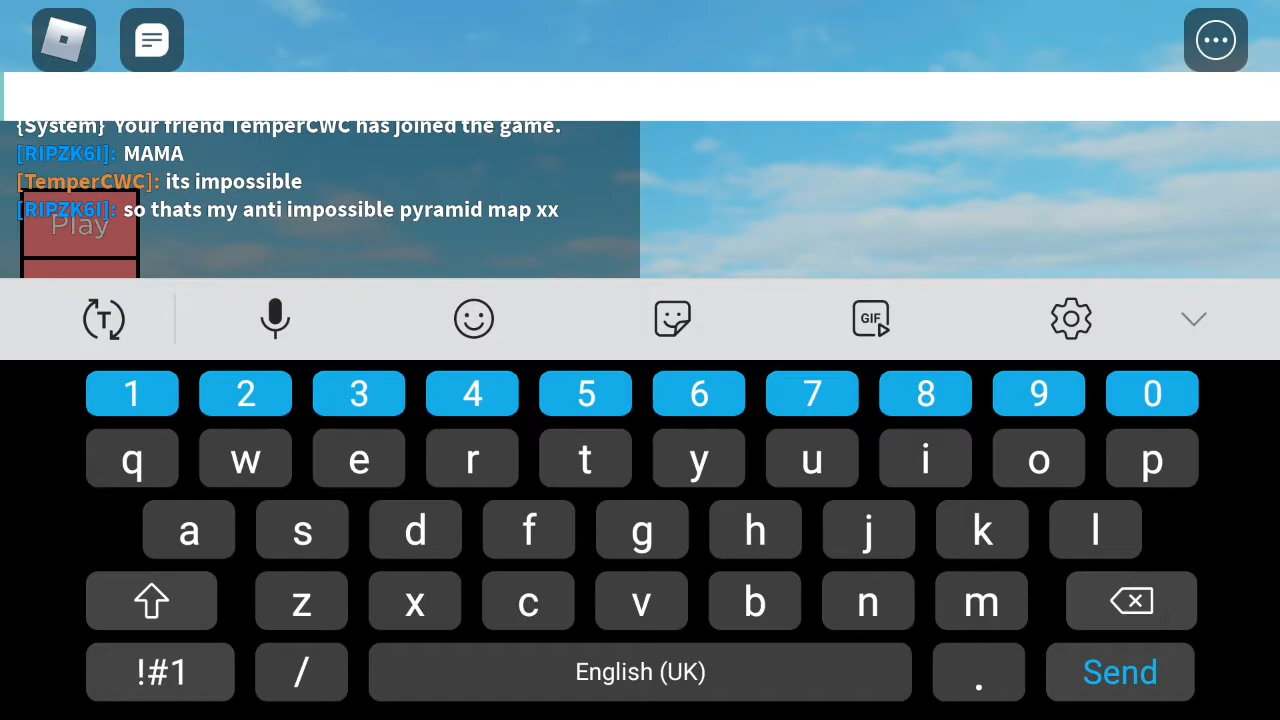 {System} Your friend TemperCWC has joined the game.
[RIPZK6I]: MAMA
[TemperCWC]: its impossible
[RIPZK6I]: so thats my anti impossible pyramid map xx
Play
T
GIF
1 2 3 4 5 6 7 8 9 0
q w e r t y u i o p
a s d f g h j k l
z x c v b n m
!#1 / English (UK) . Send